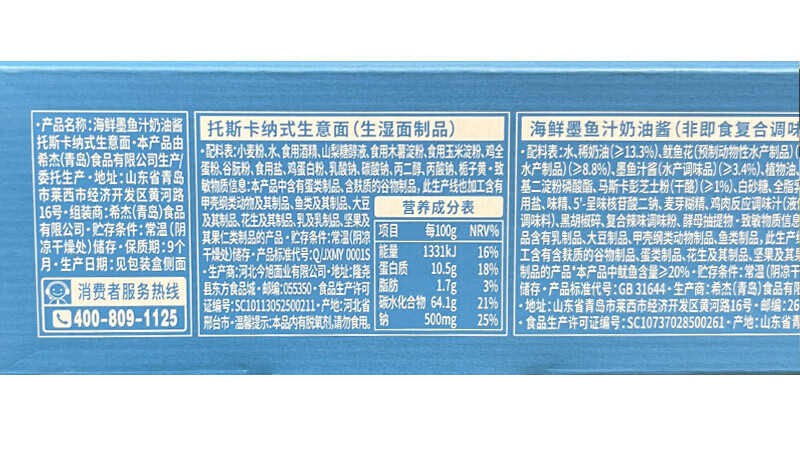 ·产品名称:海鲜墨鱼汁奶油酱
托斯卡纳式生意面·本产品由
希杰(青岛)食品有限公司生产/
委托生产·地址:山东省青岛
市莱西市经济开发区黄河路
16号·组装商:希杰(青岛)食品
有限公司·贮存条件:常温(阴
凉干燥处)储存·保质期:9个
月·生产日期:见包装盒侧面
消费者服务热线
400-809-1125
托斯卡纳式生意面(生湿面制品)
·配料表:小麦粉、水、食用酒精、山梨糖醇液、食用木薯淀粉、食用玉米淀粉、鸡全
蛋粉、谷朊粉、食用盐、鸡蛋白粉、乳酸钠、碳酸钠、丙二醇、丙酸钠、栀子黄·致
敏物质信息:本产品中含有蛋类制品、含麸质的谷物制品,此生产线也加工含有
甲壳纲类动物及其制品、鱼类及其制品、大豆
及其制品、花生及其制品、乳及乳制品、坚果及
其果仁类制品的产品·贮存条件:常温(阴凉
干燥处)储存·产品标准代号:Q/JXMY 0001S
·生产商:河北今旭面业有限公司·地址:隆尧
县东方食品城·邮编:055350·食品生产许可
证编号:SC10113052500211·产地:河北省
邢台市·温馨提示:本品内有脱氧剂,请勿食用。
营养成分表
项目 每100g NRV%
能量 1331kJ 16%
蛋白质 10.5g 18%
脂肪 1.7g 3%
碳水化合物 64.1g 21%
钠 500mg 25%
海鲜墨鱼汁奶油酱(非即食复合调味
·配料表:水、稀奶油(≥13.3%)、鱿鱼花(预制动物性水产制品)(
水产制品)(≥8.8%)、墨鱼汁酱(水产调味品)(≥3.4%)、植物油、
基二淀粉磷酸酯、马斯卡彭芝士粉(干酪)(≥1%)、白砂糖、全脂
用盐、味精、5'-呈味核苷酸二钠、麦芽糊精、鸡肉反应调味汁(液
调味料)、黑胡椒碎、复合辣味调味粉、酵母抽提物·致敏物质信息
品含有乳制品、大豆制品、甲壳纲类动物制品、鱼类制品,此生产线
工含有含麸质的谷物制品、蛋类制品、花生及其制品、坚果及其果
制品的产品*本产品中鱿鱼含量≥20%·贮存条件:常温(阴凉干
储存·产品标准代号:GB 31644·生产商:希杰(青岛)食品有限
·地址:山东省青岛市莱西市经济开发区黄河路16号·邮编:26
·食品生产许可证编号:SC10737028500261·产地:山东省青